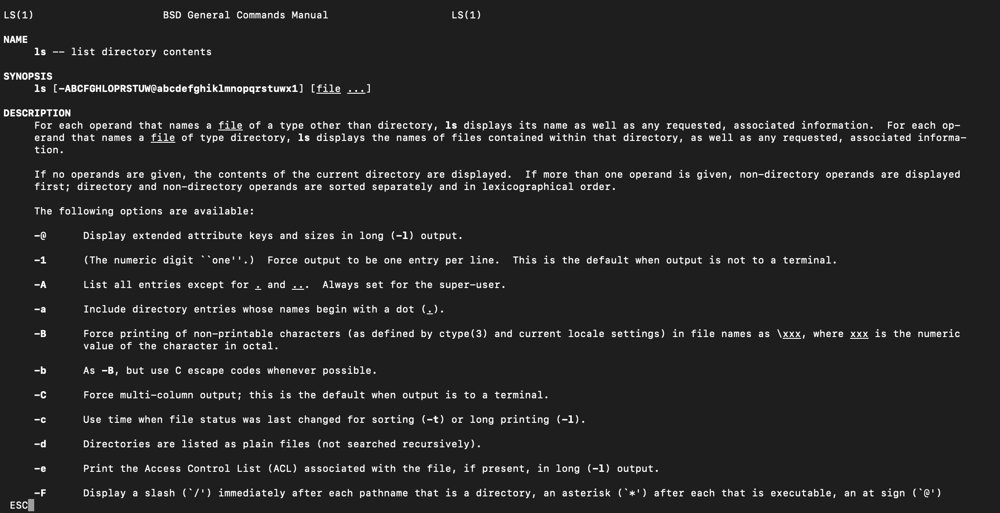 LS(1)                     BSD General Commands Manual                    LS(1)

NAME
     ls -- list directory contents

SYNOPSIS
     ls [-ABCFGHLOPRSTUW@abcdefghiklmnopqrstuwx1] [file ...]

DESCRIPTION
     For each operand that names a file of a type other than directory, ls displays its name as well as any requested, associated information.  For each op-
     erand that names a file of type directory, ls displays the names of files contained within that directory, as well as any requested, associated informa-
     tion.

     If no operands are given, the contents of the current directory are displayed.  If more than one operand is given, non-directory operands are displayed
     first; directory and non-directory operands are sorted separately and in lexicographical order.

     The following options are available:

     -@      Display extended attribute keys and sizes in long (-l) output.

     -1      (The numeric digit ``one''.)  Force output to be one entry per line.  This is the default when output is not to a terminal.

     -A      List all entries except for . and ...  Always set for the super-user.

     -a      Include directory entries whose names begin with a dot (.).

     -B      Force printing of non-printable characters (as defined by ctype(3) and current locale settings) in file names as \xxx, where xxx is the numeric
             value of the character in octal.

     -b      As -B, but use C escape codes whenever possible.

     -C      Force multi-column output; this is the default when output is to a terminal.

     -c      Use time when file status was last changed for sorting (-t) or long printing (-l).

     -d      Directories are listed as plain files (not searched recursively).

     -e      Print the Access Control List (ACL) associated with the file, if present, in long (-l) output.

     -F      Display a slash (`/') immediately after each pathname that is a directory, an asterisk (`*') after each that is executable, an at sign (`@')
 ESC